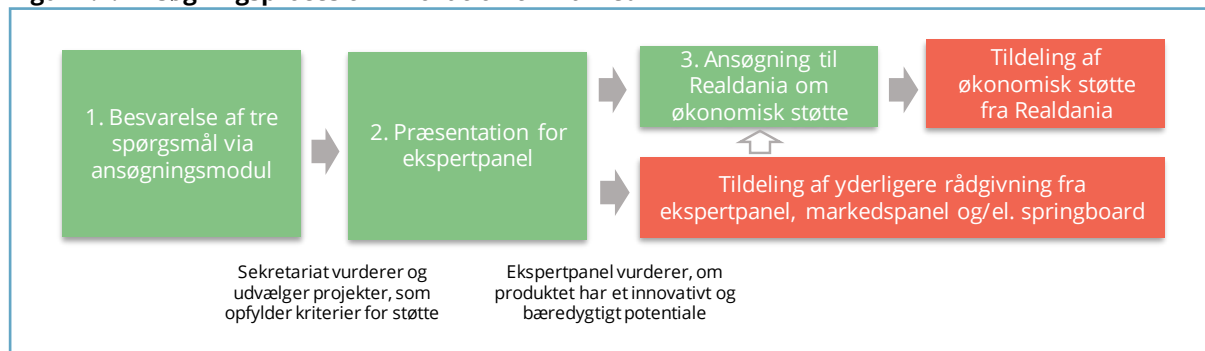 1. Besvarelse af tre
spørgsmål via
ansøgningsmodul
2. Præsentation for
ekspertpanel
3. Ansøgning til
Realdania om
økonomisk støtte
Tildeling af
økonomisk støtte
fra Realdania
Tildeling af yderligere rådgivning fra
ekspertpanel, markedspanel og/el. springboard
Sekretariat vurderer og
udvælger projekter, som
opfylder kriterier for støtte
Ekspertpanel vurderer, om
produktet har et innovativt og
bæredygtigt potentiale